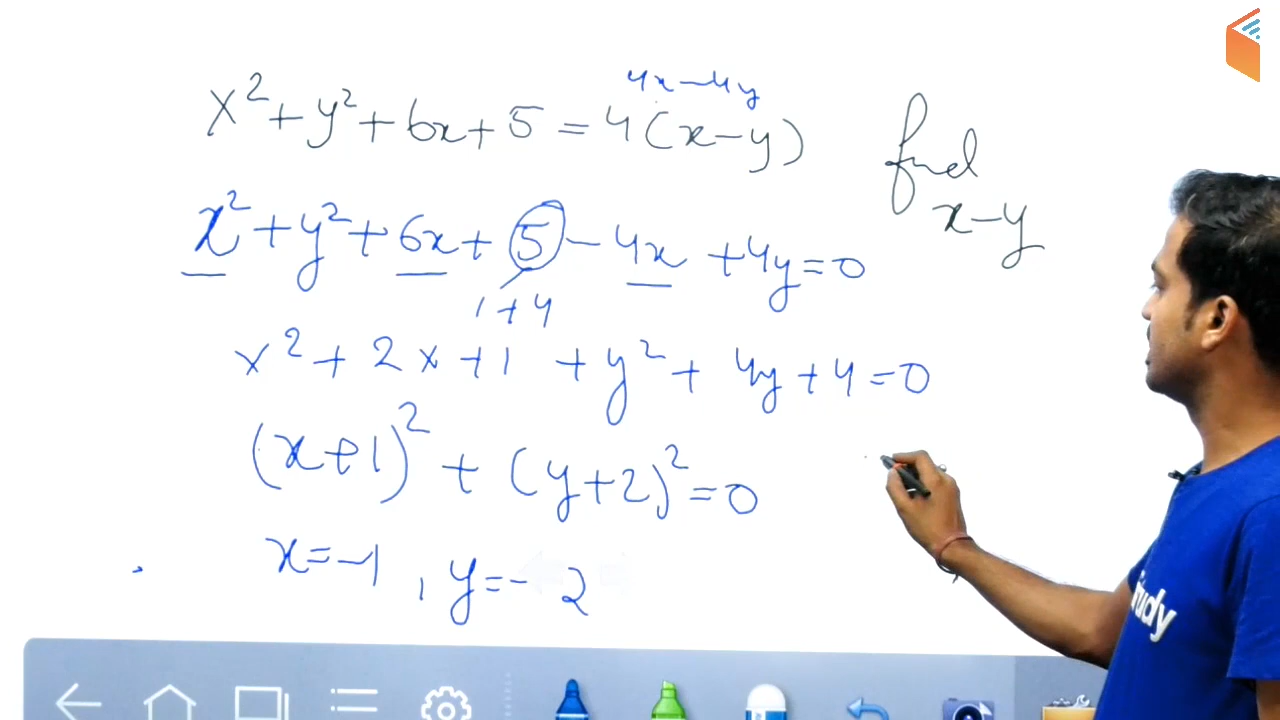 4x-4y
x²+y²+6x+5=4(x-y)
find
x-y
x²+y²+6x+5-4x+4y=0
1+4
x²+2x+1+y²+4y+4=0
(x+1)²+(y+2)²=0
x=-1, y=-2